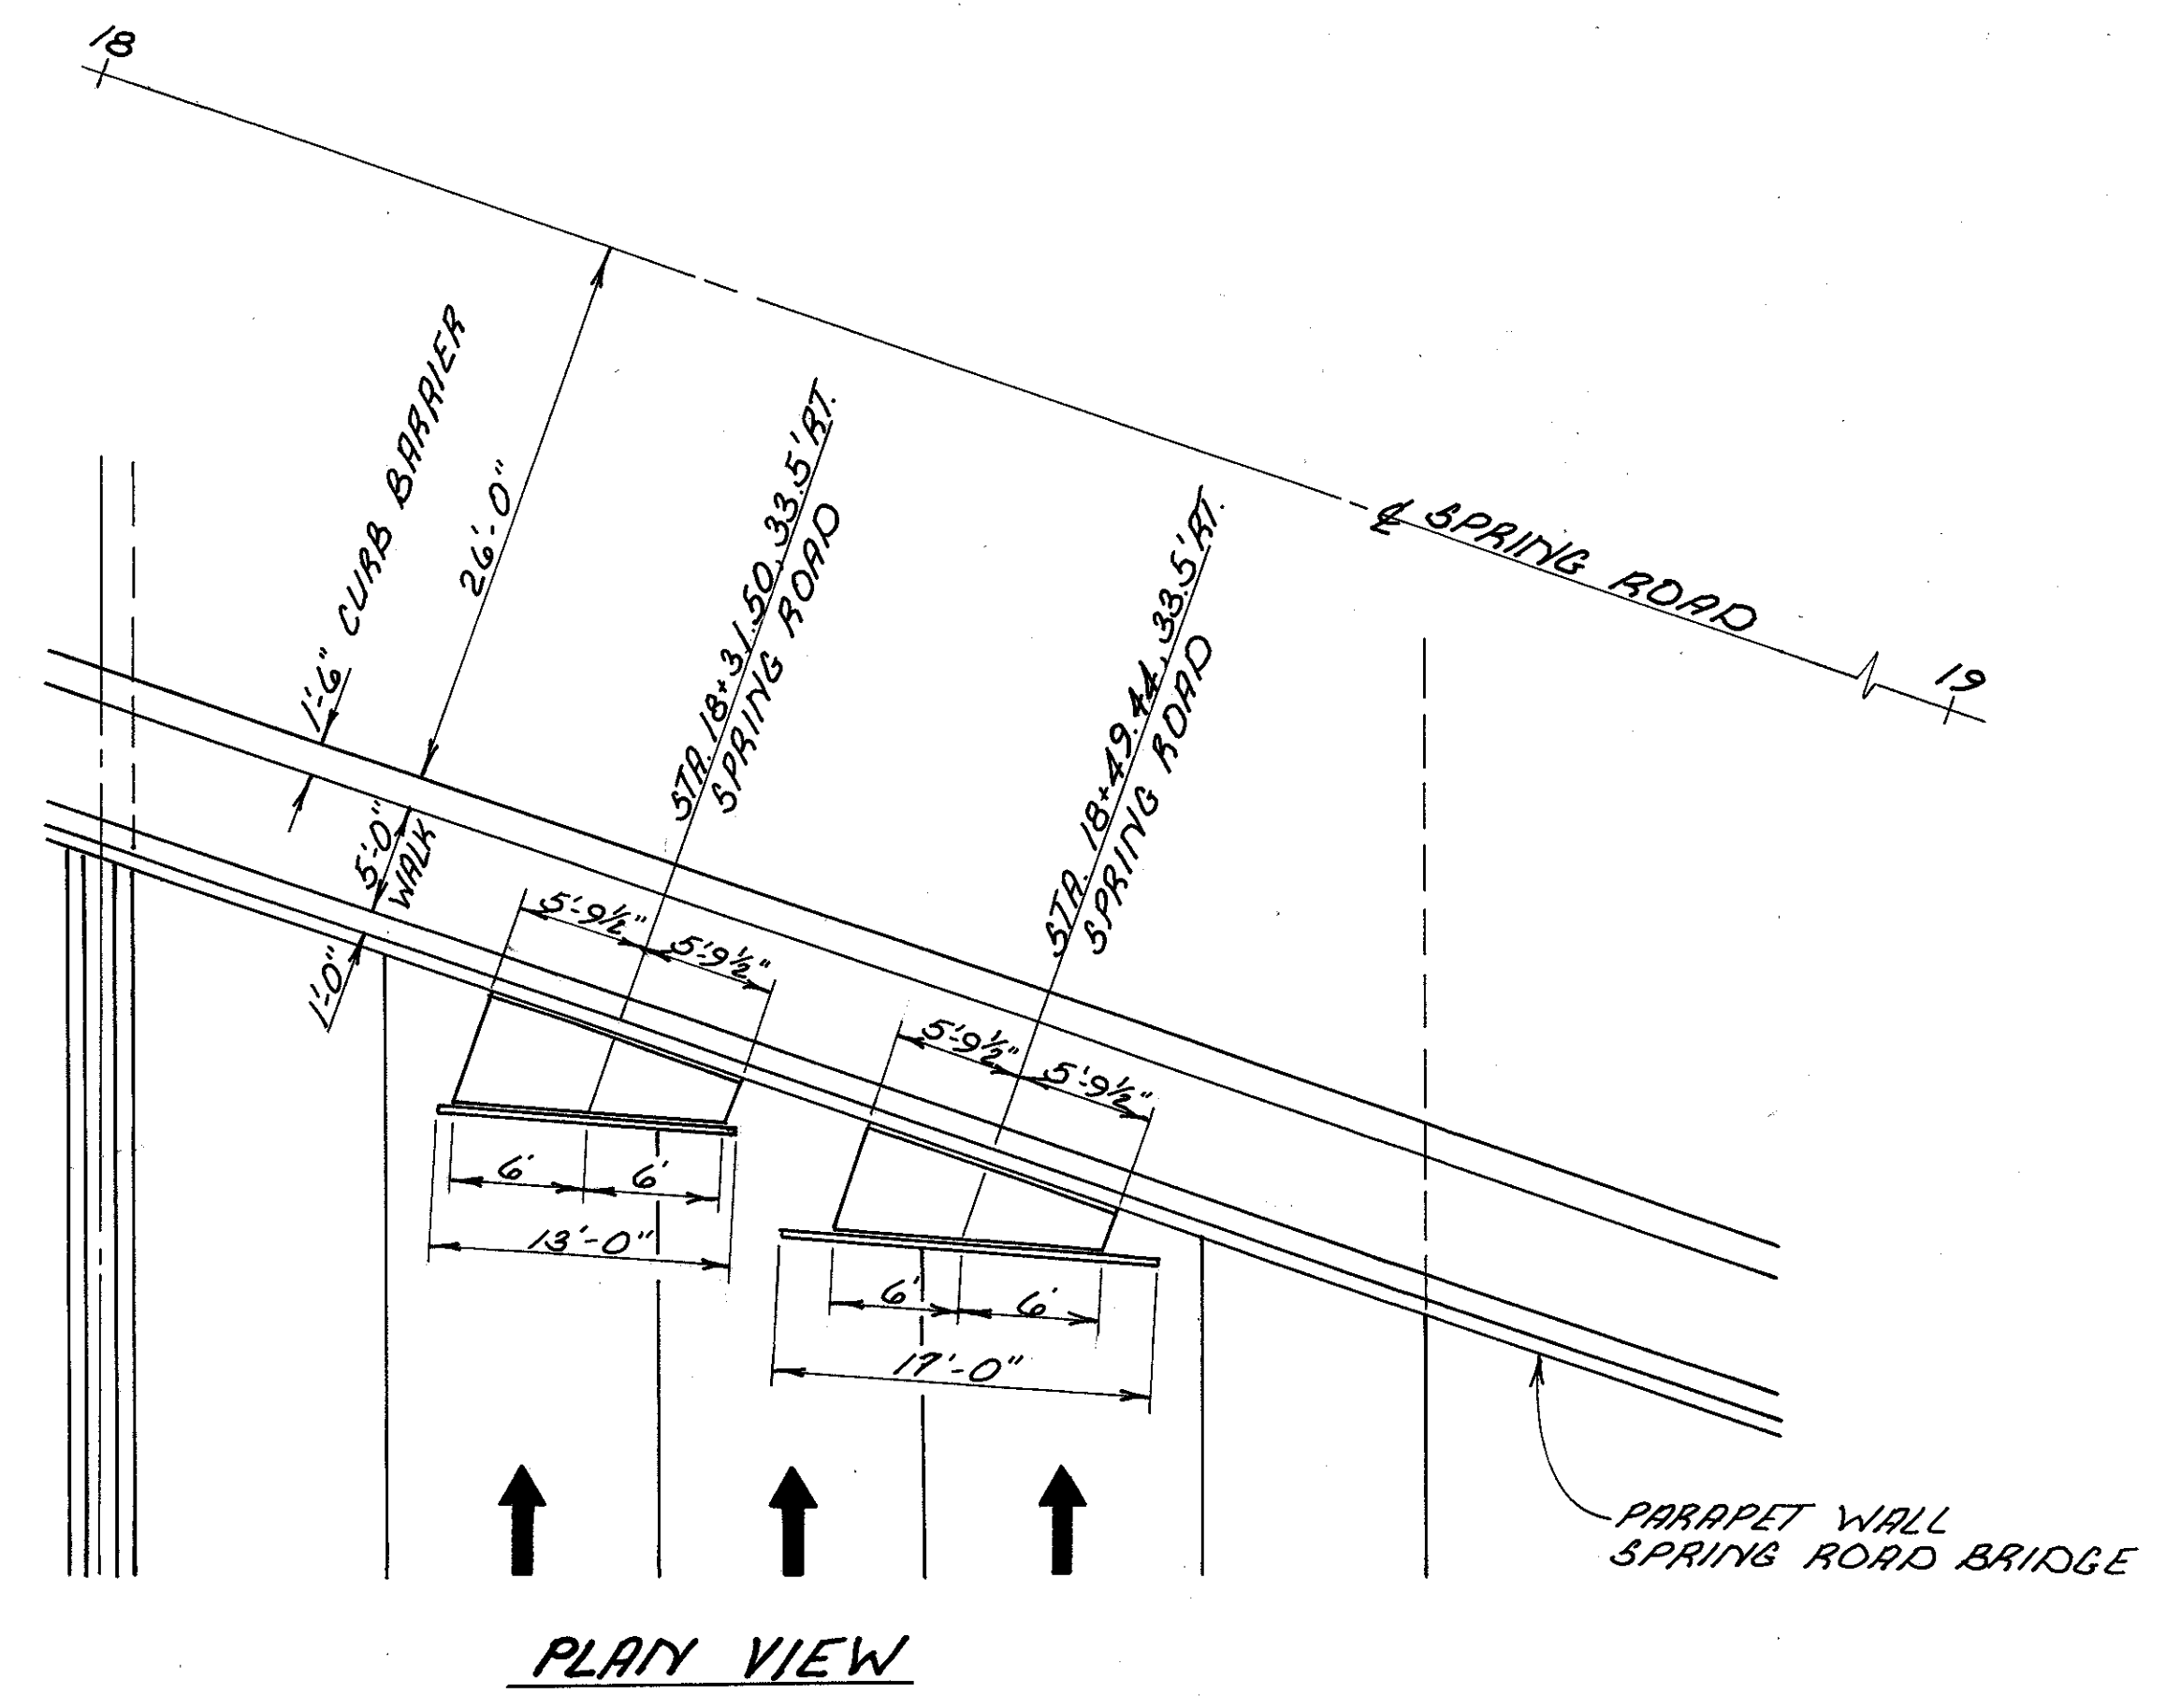 18
1'-6" CURB BARRIER
26'-0"
STA. 18+31.50, 33.5' RT.
SPRING ROAD
STA. 18+49.44, 33.5' RT.
SPRING ROAD
℄ SPRING ROAD
19
5'-0"
WALK
1'-0"
5'-9½"
5'-9½"
5'-9½"
5'-9½"
6'
6'
13'-0"
6'
6'
17'-0"
PARAPET WALL
SPRING ROAD BRIDGE
PLAN VIEW